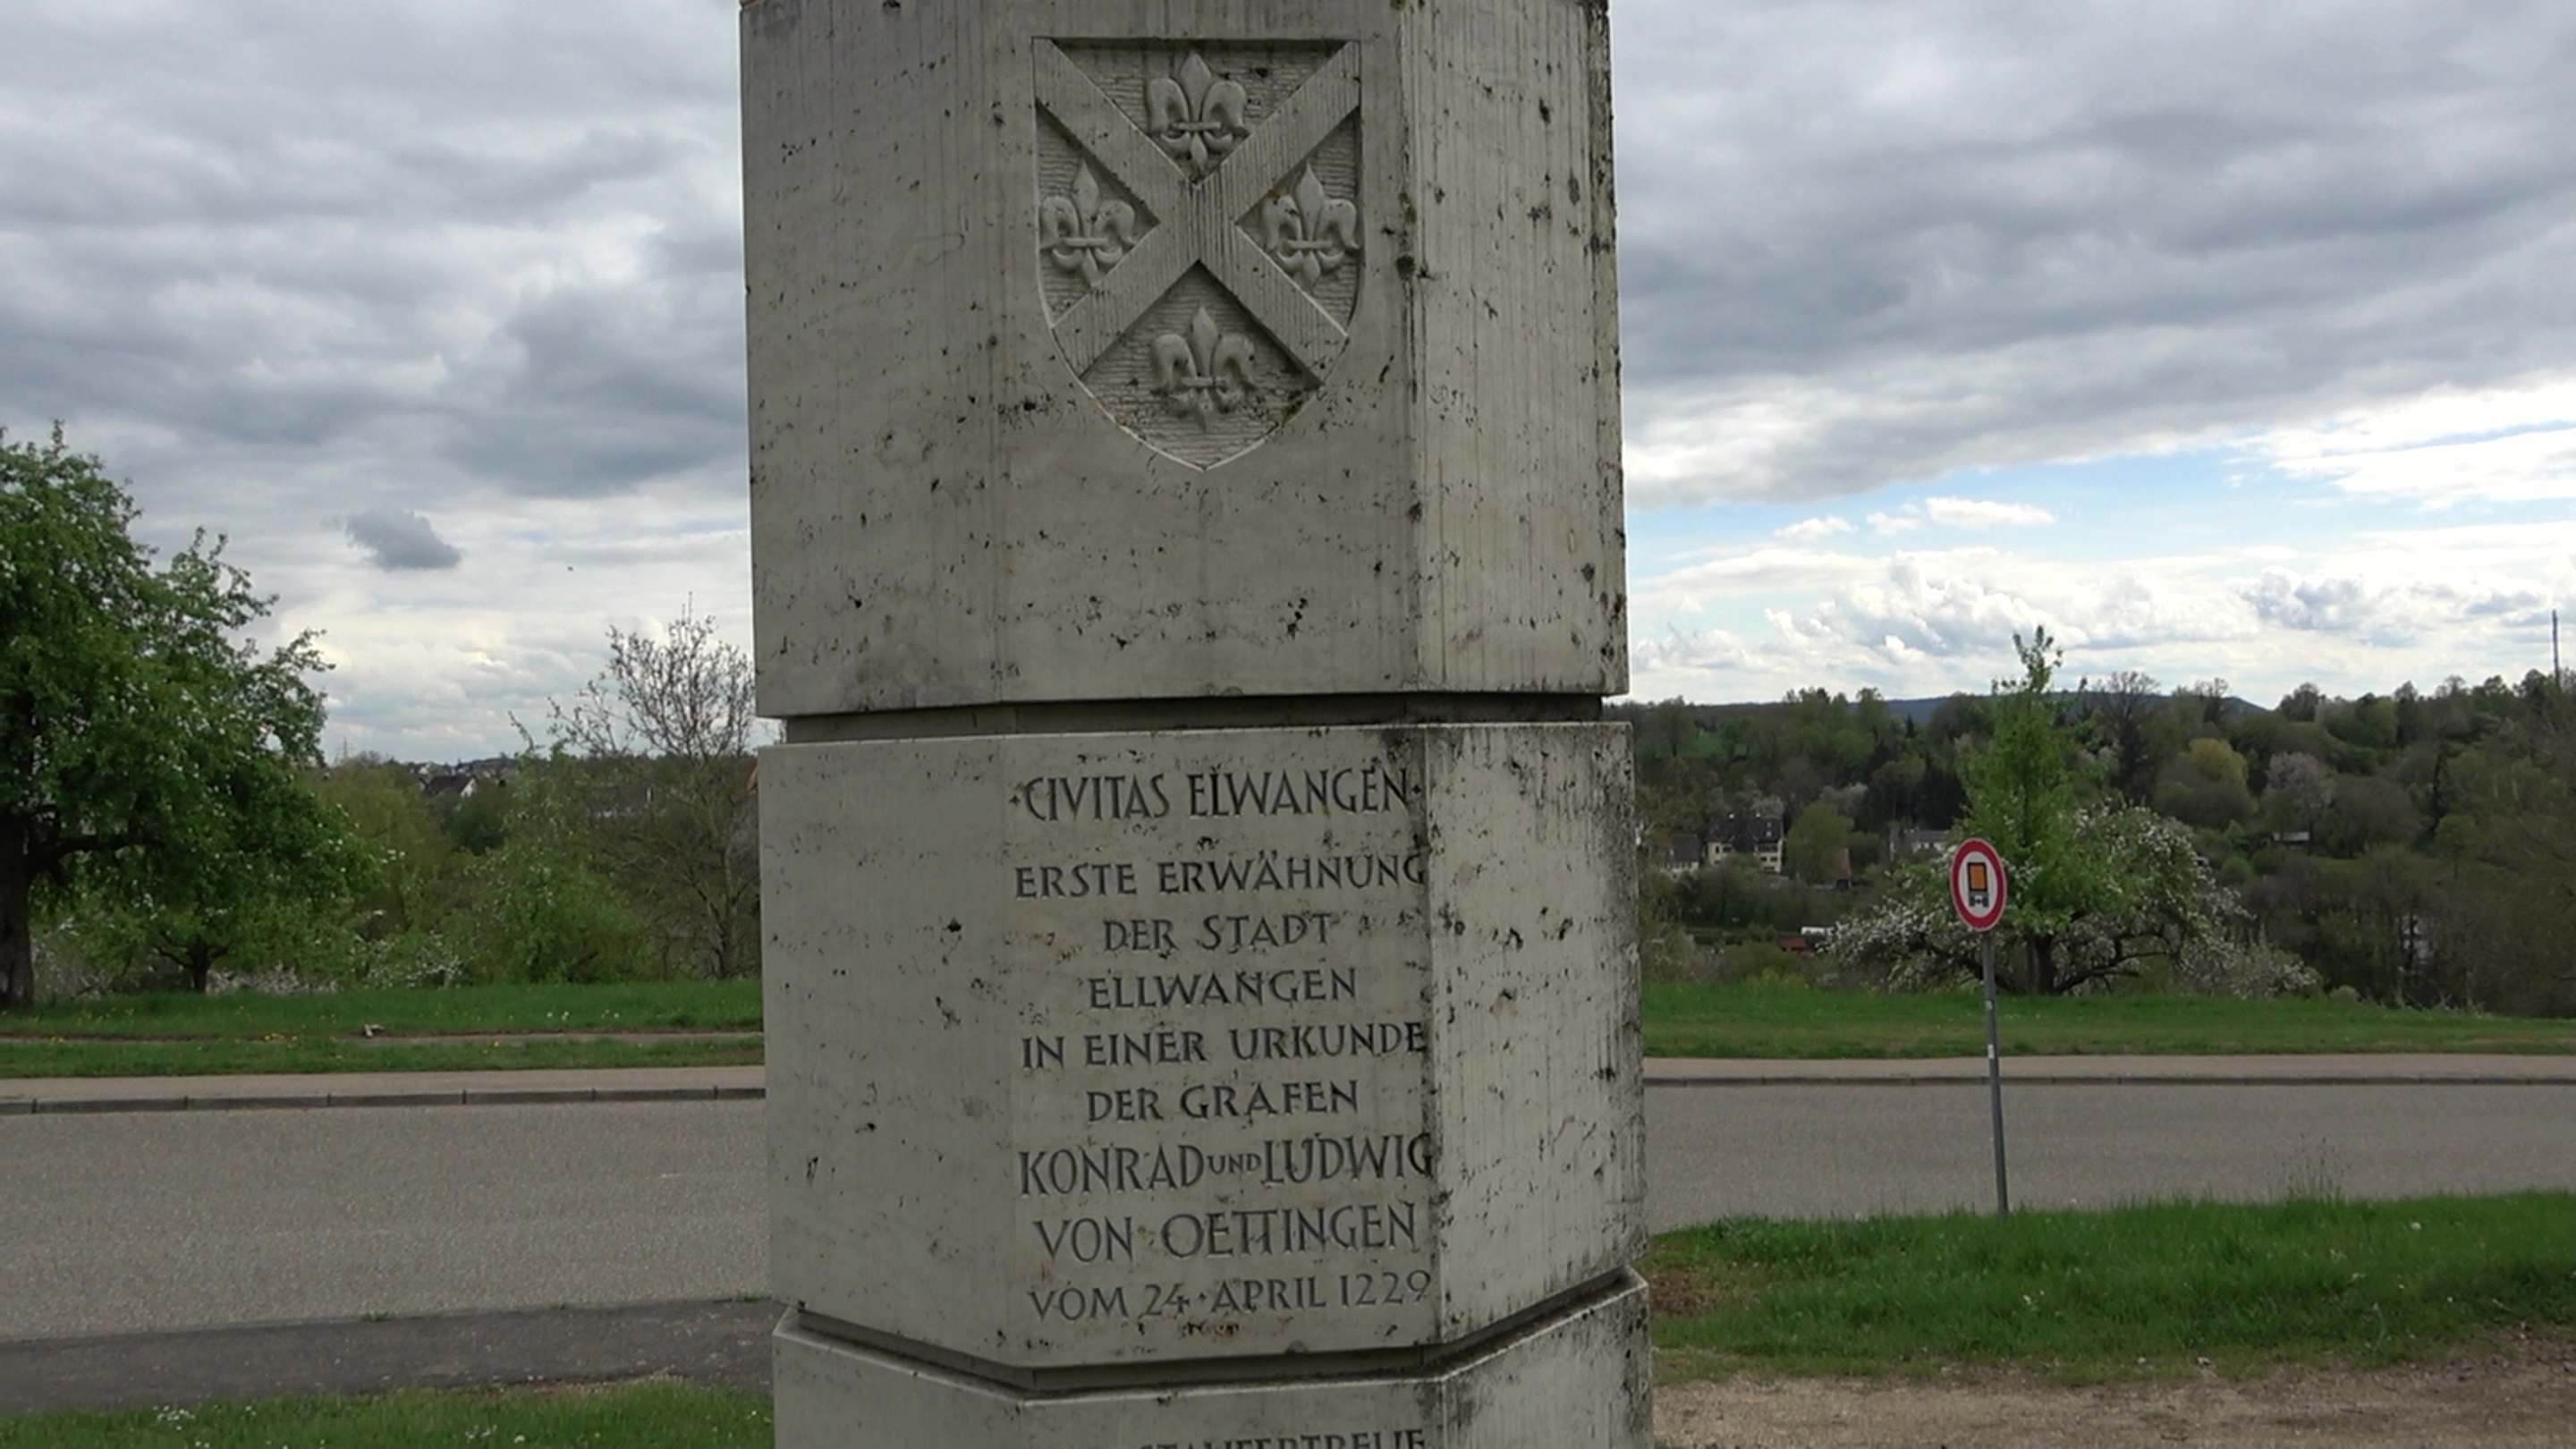 ·CIVITAS ELWANGEN·
ERSTE ERWÄHNUNG
DER STADT
ELLWANGEN
IN EINER URKUNDE
DER GRAFEN
KONRAD UND LUDWIG
VON OETTINGEN
VOM 24·APRIL 1229
STAUFERTREUE